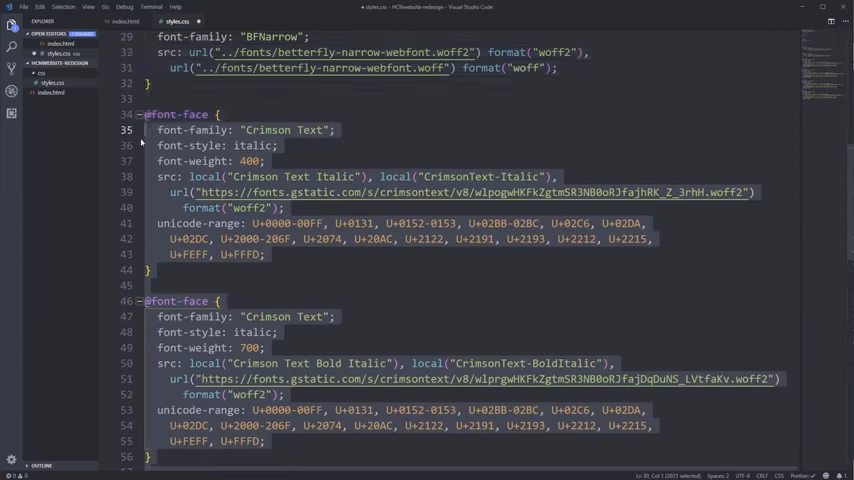 File Edit Selection View Go Debug Terminal Help
styles.css - HCNwebsite-redesign - Visual Studio Code
EXPLORER
index.html
styles.css
OPEN EDITORS
index.html
styles.css
HCNWEBSITE-REDESIGN
css
styles.css
index.html
OUTLINE
29 font-family: "BFNarrow";
33 src: url("../fonts/betterfly-narrow-webfont.woff2") format("woff2"),
31 url("../fonts/betterfly-narrow-webfont.woff") format("woff");
32 }
33
34 @font-face {
35 font-family: "Crimson Text";
36 font-style: italic;
37 font-weight: 400;
38 src: local("Crimson Text Italic"), local("CrimsonText-Italic"),
39 url("https://fonts.gstatic.com/s/crimsontext/v8/wlpogwHKFkZgtmSR3NB0oRJfajhRK_Z_3rhH.woff2")
40 format("woff2");
41 unicode-range: U+0000-00FF, U+0131, U+0152-0153, U+02BB-02BC, U+02C6, U+02DA,
42 U+02DC, U+2000-206F, U+2074, U+20AC, U+2122, U+2191, U+2193, U+2212, U+2215,
43 U+FEFF, U+FFFD;
44 }
45
46 @font-face {
47 font-family: "Crimson Text";
48 font-style: italic;
49 font-weight: 700;
50 src: local("Crimson Text Bold Italic"), local("CrimsonText-BoldItalic"),
51 url("https://fonts.gstatic.com/s/crimsontext/v8/wlprgwHKFkZgtmSR3NB0oRJfajDqDuNS_LVtfaKv.woff2")
52 format("woff2");
53 unicode-range: U+0000-00FF, U+0131, U+0152-0153, U+02BB-02BC, U+02C6, U+02DA,
54 U+02DC, U+2000-206F, U+2074, U+20AC, U+2122, U+2191, U+2193, U+2212, U+2215,
55 U+FEFF, U+FFFD;
56 }
0 0
Ln 30, Col 1 (2023 selected) Spaces: 2 UTF-8 CRLF CSS Prettier: ✓ 1